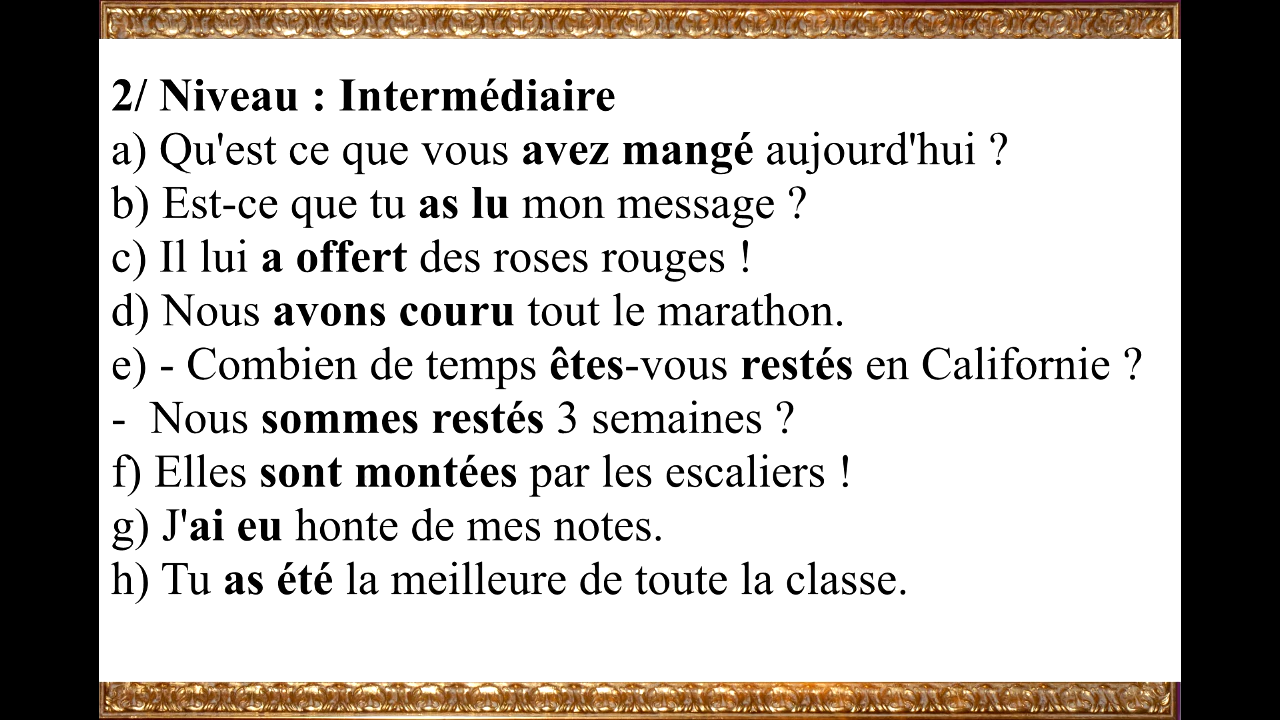 2/ Niveau : Intermédiaire
a) Qu'est ce que vous avez mangé aujourd'hui ?
b) Est-ce que tu as lu mon message ?
c) Il lui a offert des roses rouges !
d) Nous avons couru tout le marathon.
e) - Combien de temps êtes-vous restés en Californie ?
-  Nous sommes restés 3 semaines ?
f) Elles sont montées par les escaliers !
g) J'ai eu honte de mes notes.
h) Tu as été la meilleure de toute la classe.